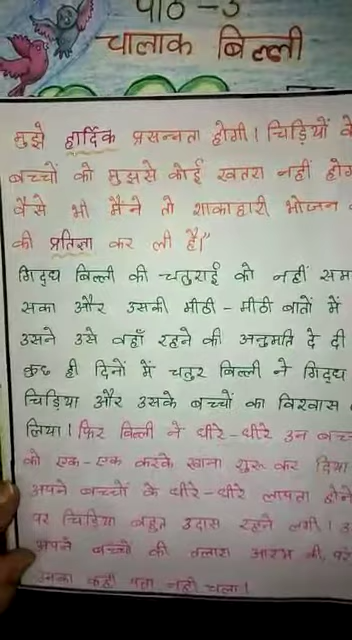 पाठ - 3
चालाक बिल्ली
मुझे हार्दिक प्रसन्नता होगी। चिड़ियों के
बच्चों को मुझसे कोई खतरा नहीं
वैसे भी मैंने तो शाकाहारी भोजन
की प्रतिज्ञा कर ली है।"
गिद्ध बिल्ली की चतुराई को नहीं
सका और उसकी मीठी - मीठी बातों में
उसने उसे वहाँ रहने की अनुमति दे दी
कुछ ही दिनों में चतुर बिल्ली ने गिद्ध
चिड़िया और उसके बच्चों का विश्वास
लिया। फिर बिल्ली ने धीरे-धीरे उन
को एक-एक करके खाना शुरू कर दिया
अपने बच्चों के धीरे-धीरे लापता होने
पर चिड़िया बहुत उदास रहने लगी।
अपने बच्चों की तलाश आरंभ की,
उनका कहीं पता नहीं चला।